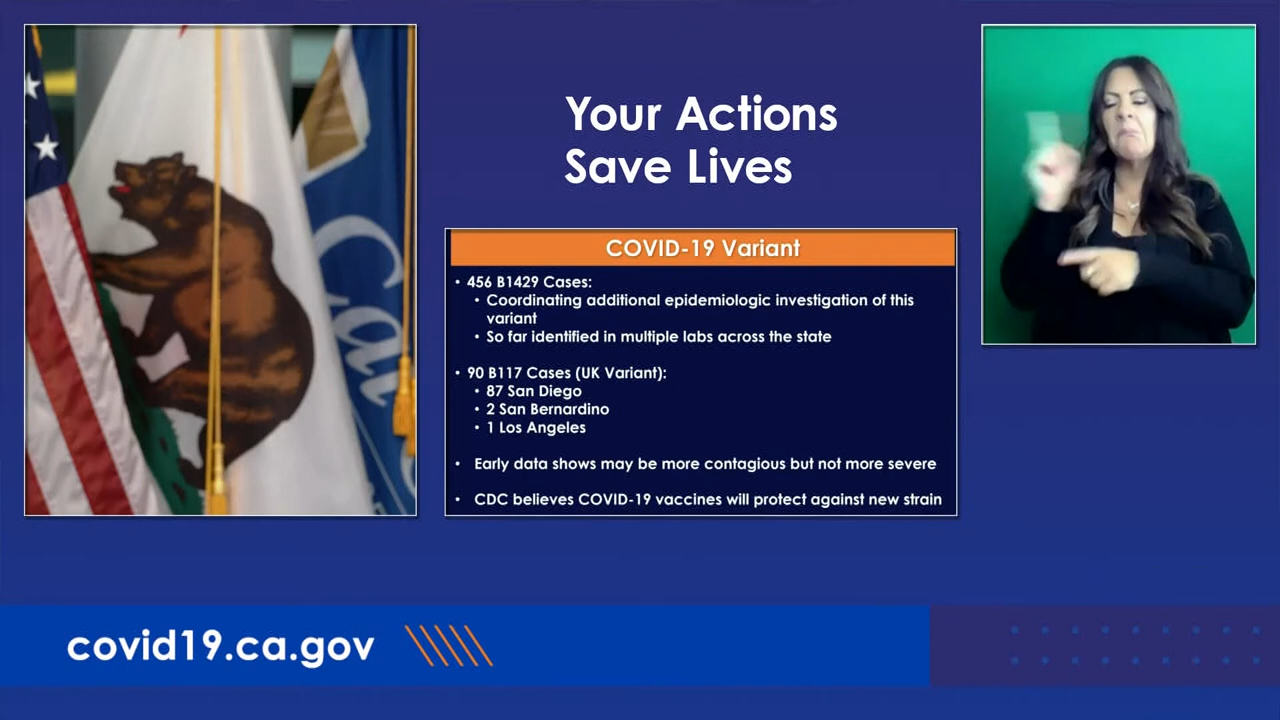 Your Actions
Save Lives
COVID-19 Variant
• 456 B1429 Cases:
• Coordinating additional epidemiologic investigation of this
variant
• So far identified in multiple labs across the state
• 90 B117 Cases (UK Variant):
• 87 San Diego
• 2 San Bernardino
• 1 Los Angeles
• Early data shows may be more contagious but not more severe
• CDC believes COVID-19 vaccines will protect against new strain
Cal
covid19.ca.gov